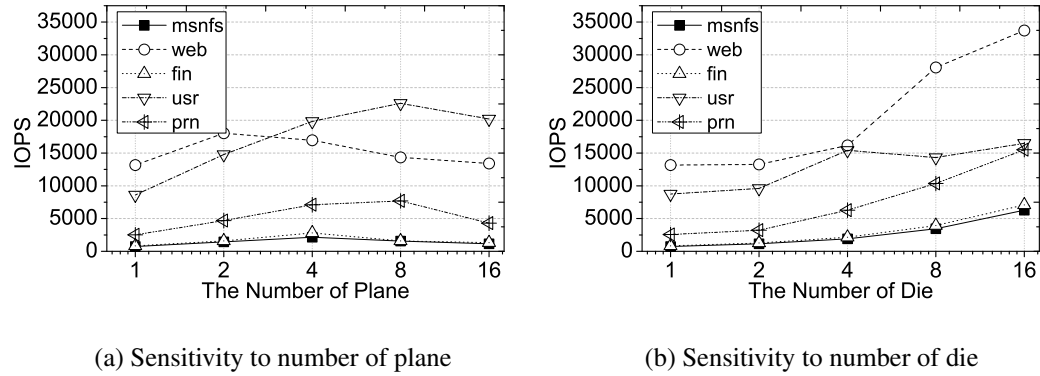 35000
30000
25000
20000
15000
10000
5000
0
IOPS
msnfs
web
fin
usr
prn
1 2 4 8 16
The Number of Plane
(a) Sensitivity to number of plane
35000
30000
25000
20000
15000
10000
5000
0
IOPS
msnfs
web
fin
usr
prn
1 2 4 8 16
The Number of Die
(b) Sensitivity to number of die